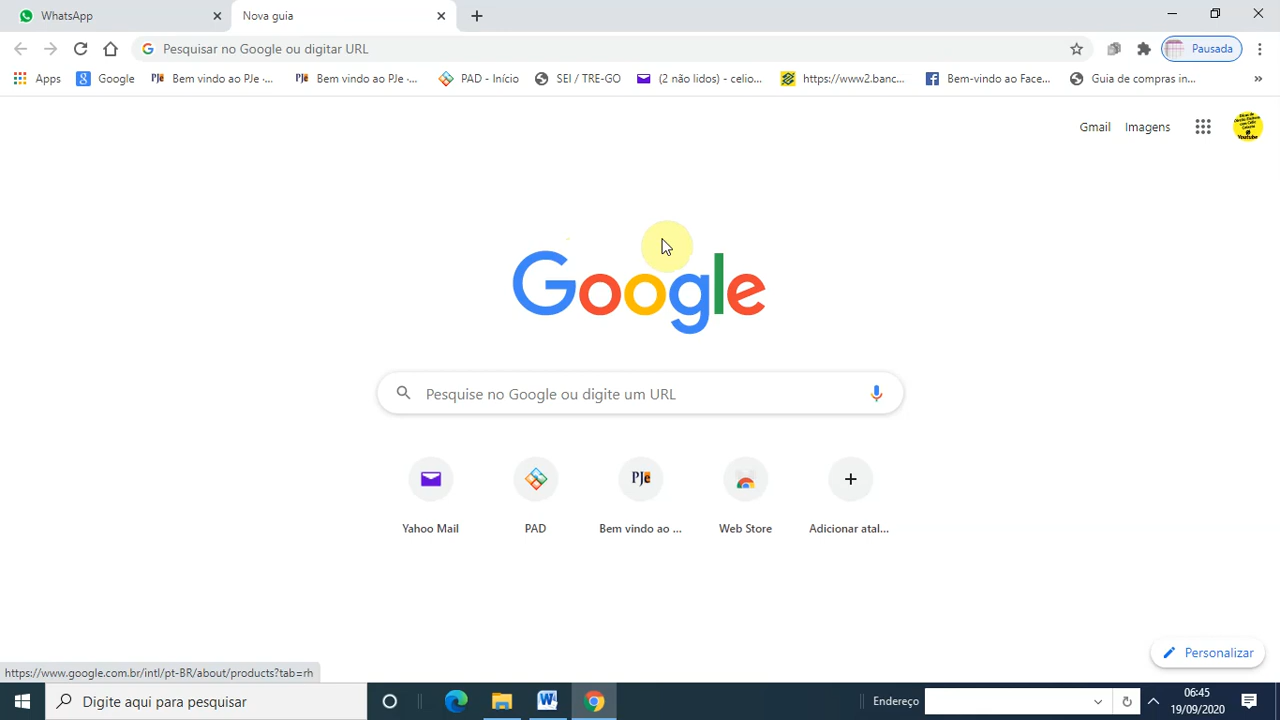 WhatsApp
Nova guia
Pesquisar no Google ou digitar URL
Pausada
Apps
Google
Bem vindo ao PJe ·...
Bem vindo ao PJe ·...
PAD - Início
SEI / TRE-GO
(2 não lidos) - celio...
https://www2.banc...
Bem-vindo ao Face...
Guia de compras in...
»
Gmail
Imagens
Google
Pesquise no Google ou digite um URL
PJe
Yahoo Mail
PAD
Bem vindo ao ...
Web Store
Adicionar atal...
Personalizar
https://www.google.com.br/intl/pt-BR/about/products?tab=rh
Digite aqui para pesquisar
Endereço
06:45
19/09/2020